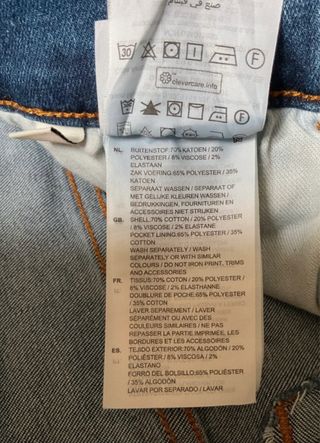 صنع في فيتنام
30
F
clevercare.info
30
F
NL. BUITENSTOF:70% KATOEN / 20%
POLYESTER / 8% VISCOSE / 2%
ELASTAAN
ZAK VOERING:65% POLYESTER / 35%
KATOEN
SEPARAAT WASSEN / SEPARAAT OF
MET GELIJKE KLEUREN WASSEN /
BEDRUKKINGEN, FOURNITUREN EN
ACCESSOIRES NIET STRIJKEN
GB. SHELL:70% COTTON / 20% POLYESTER
/ 8% VISCOSE / 2% ELASTANE
POCKET LINING:65% POLYESTER / 35%
COTTON
WASH SEPARATELY / WASH
SEPARATELY OR WITH SIMILAR
COLOURS / DO NOT IRON PRINT, TRIMS
AND ACCESSORIES
FR. TISSUS:70% COTON / 20% POLYESTER /
8% VISCOSE / 2% ELASTHANNE
DOUBLURE DE POCHE:65% POLYESTER
/ 35% COTON
LAVER SEPAREMENT / LAVER
SÉPARÉMENT OU AVEC DES
COULEURS SIMILAIRES / NE PAS
REPASSER LA PARTIE IMPRIMÉE, LES
BORDURES ET LES ACCESSOIRES
ES. TEJIDO EXTERIOR:70% ALGODÓN / 20%
POLIÉSTER / 8% VISCOSA / 2%
ELASTANO
FORRO DEL BOLSILLO:65% POLIÉSTER
/ 35% ALGODÓN
LAVAR POR SEPARADO / LAVAR